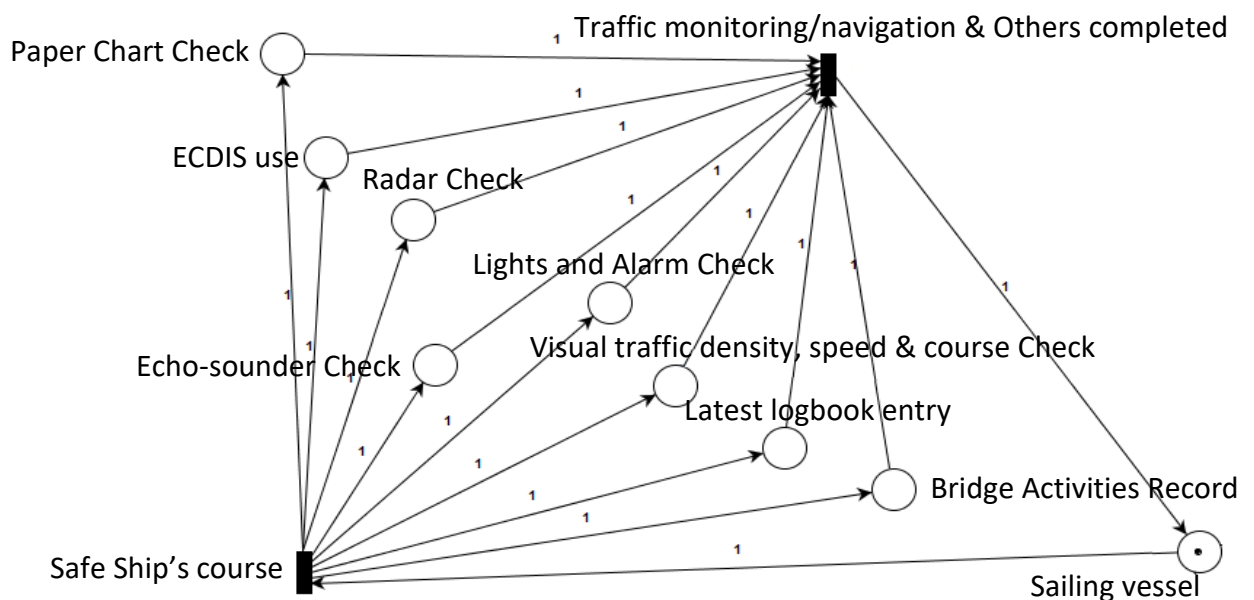 Traffic monitoring/navigation & Others completed
Paper Chart Check
1
1
1
ECDIS use
Radar Check
1
1
1
1
1
Lights and Alarm Check
1
1
1
1
Visual traffic density, speed & course Check
Echo-sounder Check
1
Latest logbook entry
1
1
1
Bridge Activities Record
1
1
1
Safe Ship's course
Sailing vessel